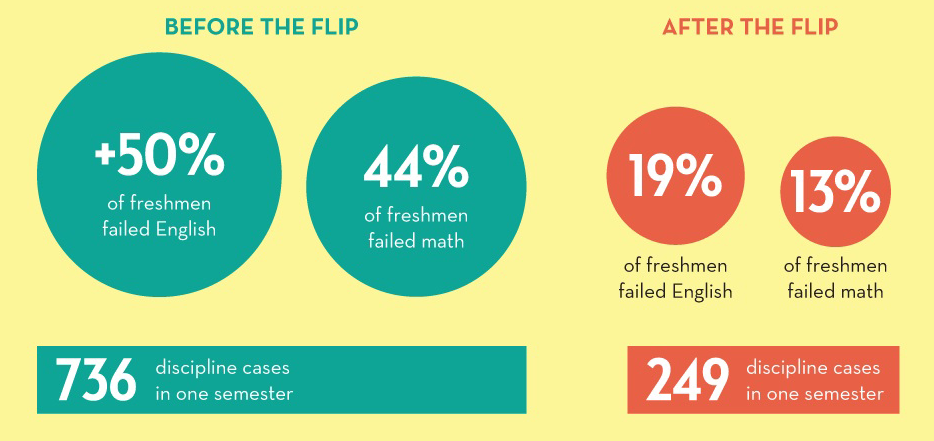 BEFORE THE FLIP
+50%
of freshmen
failed English
44%
of freshmen
failed math
736
discipline cases
in one semester
AFTER THE FLIP
19%
of freshmen
failed English
13%
of freshmen
failed math
249
discipline cases
in one semester